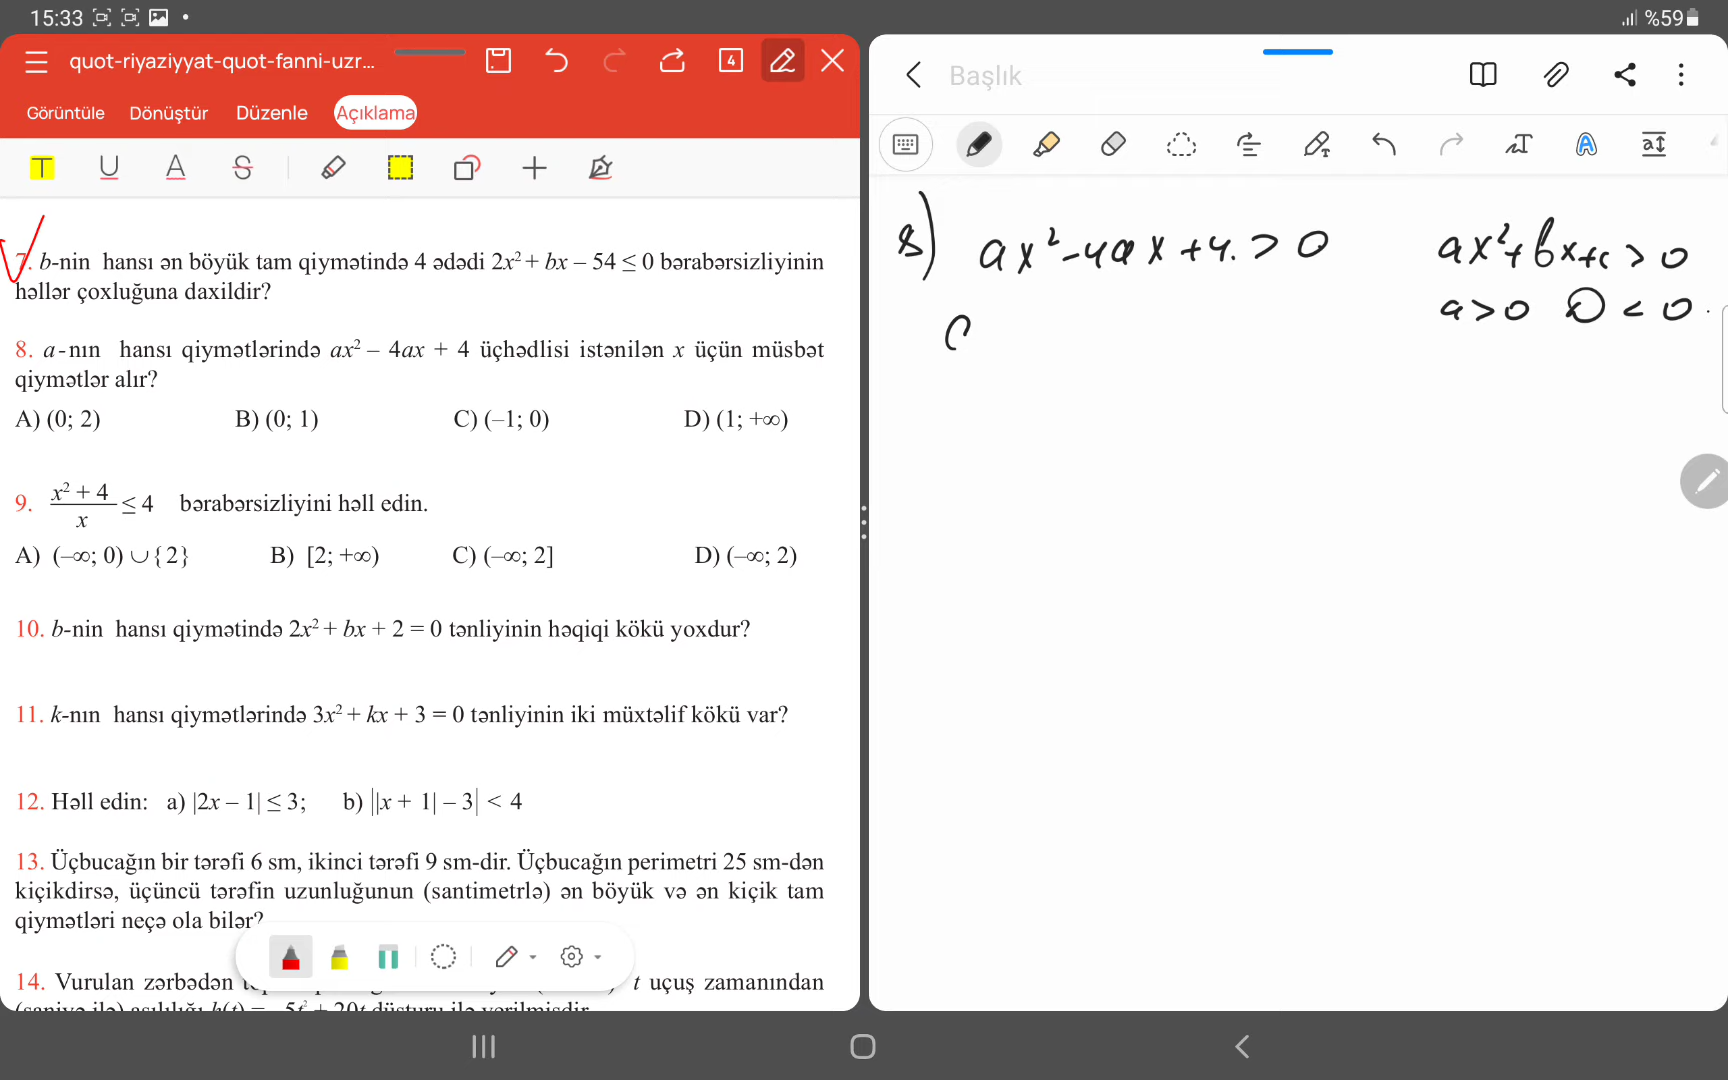 15:33
%59
quot-riyaziyyat-quot-fanni-uzr...
4
Görüntüle Dönüştür Düzenle Açıklama
Başlık
7. b-nin hansı ən böyük tam qiymətində 4 ədədi 2x² + bx – 54 ≤ 0 bərabərsizliyinin
həllər çoxluğuna daxildir?
8. a-nın hansı qiymətlərində ax² – 4ax + 4 üçhədlisi istənilən x üçün müsbət
qiymətlər alır?
A) (0; 2) B) (0; 1) C) (–1; 0) D) (1; +∞)
9. (x² + 4)/x ≤ 4 bərabərsizliyini həll edin.
A) (–∞; 0) ∪ {2} B) [2; +∞) C) (–∞; 2] D) (–∞; 2)
10. b-nin hansı qiymətində 2x² + bx + 2 = 0 tənliyinin həqiqi kökü yoxdur?
11. k-nın hansı qiymətlərində 3x² + kx + 3 = 0 tənliyinin iki müxtəlif kökü var?
12. Həll edin: a) |2x – 1| ≤ 3; b) ||x + 1| – 3| < 4
13. Üçbucağın bir tərəfi 6 sm, ikinci tərəfi 9 sm-dir. Üçbucağın perimetri 25 sm-dən
kiçikdirsə, üçüncü tərəfin uzunluğunun (santimetrlə) ən böyük və ən kiçik tam
qiymətləri neçə ola bilər?
14. Vurulan zərbədən t uçuş zamanından
8) ax² - 4ax + 4 > 0
ax² + bx + c > 0
a > 0 D < 0